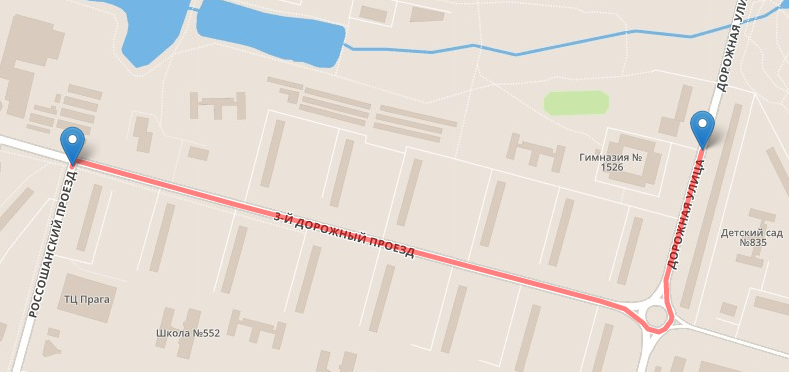 ДОРОЖНАЯ УЛИ
Гимназия №
1526
РОССОШАНСКИЙ ПРОЕЗД
3-Й ДОРОЖНЫЙ ПРОЕЗД
ДОРОЖНАЯ УЛИЦА
Детский сад
№835
ТЦ Прага
Школа №552